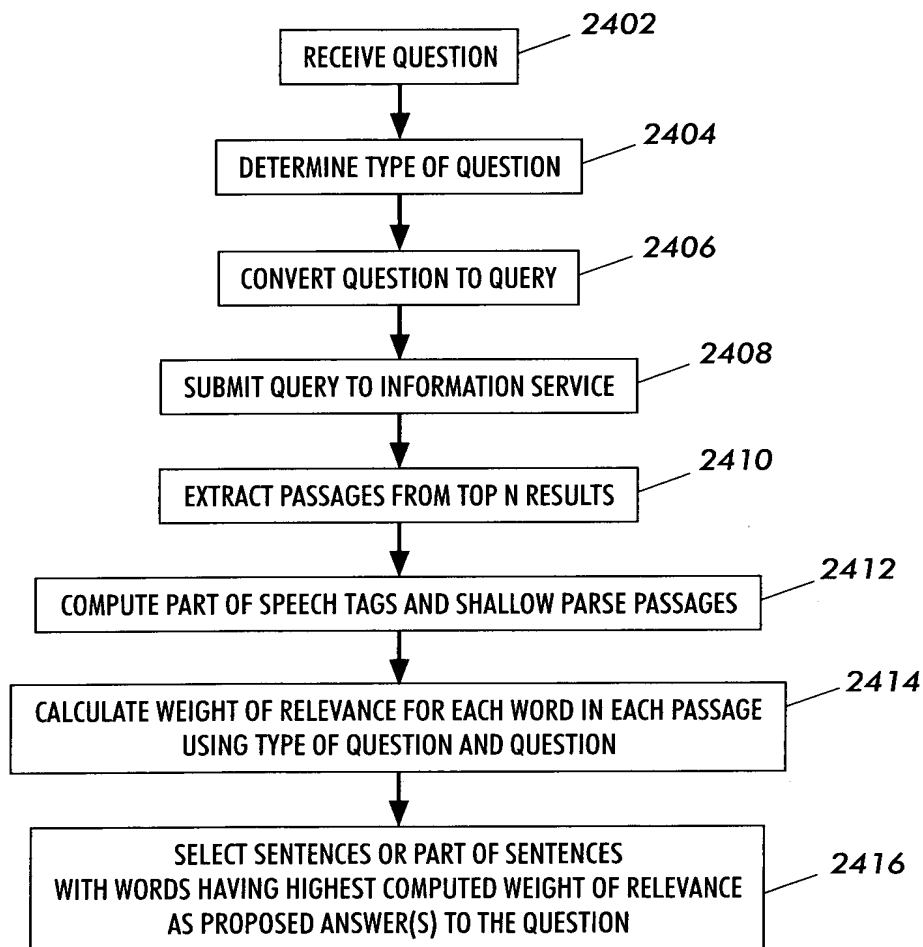 2402
RECEIVE QUESTION
2404
DETERMINE TYPE OF QUESTION
2406
CONVERT QUESTION TO QUERY
2408
SUBMIT QUERY TO INFORMATION SERVICE
2410
EXTRACT PASSAGES FROM TOP N RESULTS
2412
COMPUTE PART OF SPEECH TAGS AND SHALLOW PARSE PASSAGES
2414
CALCULATE WEIGHT OF RELEVANCE FOR EACH WORD IN EACH PASSAGE
USING TYPE OF QUESTION AND QUESTION
2416
SELECT SENTENCES OR PART OF SENTENCES
WITH WORDS HAVING HIGHEST COMPUTED WEIGHT OF RELEVANCE
AS PROPOSED ANSWER(S) TO THE QUESTION